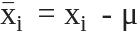 x̄ᵢ = xᵢ - μ